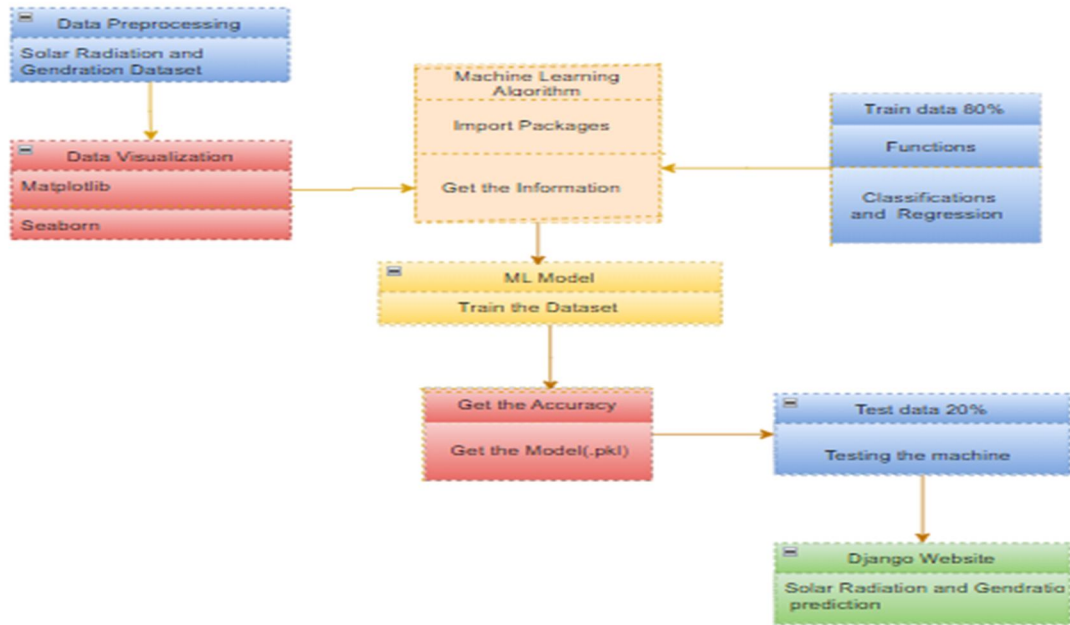 Data Preprocessing
Solar Radiation and
Gendration Dataset
Data Visualization
Matplotlib
Seaborn
Machine Learning
Algorithm
Import Packages
Get the Information
Train data 80%
Functions
Classifications
and Regression
ML Model
Train the Dataset
Get the Accuracy
Get the Model(.pkl)
Test data 20%
Testing the machine
Django Website
Solar Radiation and Gendratio
prediction